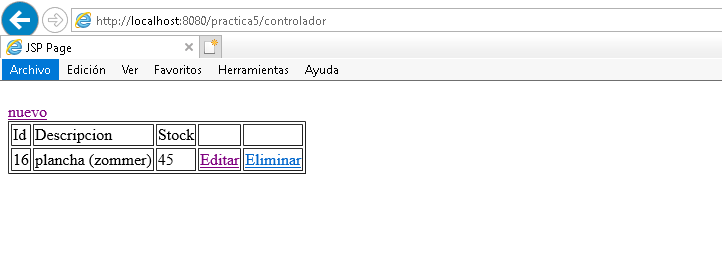 http://localhost:8080/practica5/controlador
JSP Page
Archivo Edición Ver Favoritos Herramientas Ayuda
nuevo
Id Descripcion Stock
16 plancha (zommer) 45 Editar Eliminar